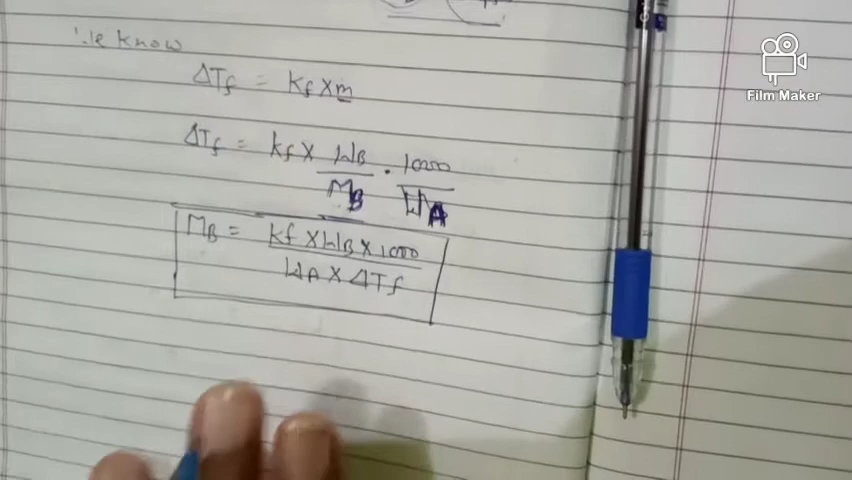 We know
ΔTf = Kf × m
ΔTf = Kf × WB/MB · 1000/WA
MB = Kf × WB × 1000 / WA × ΔTf
Film Maker